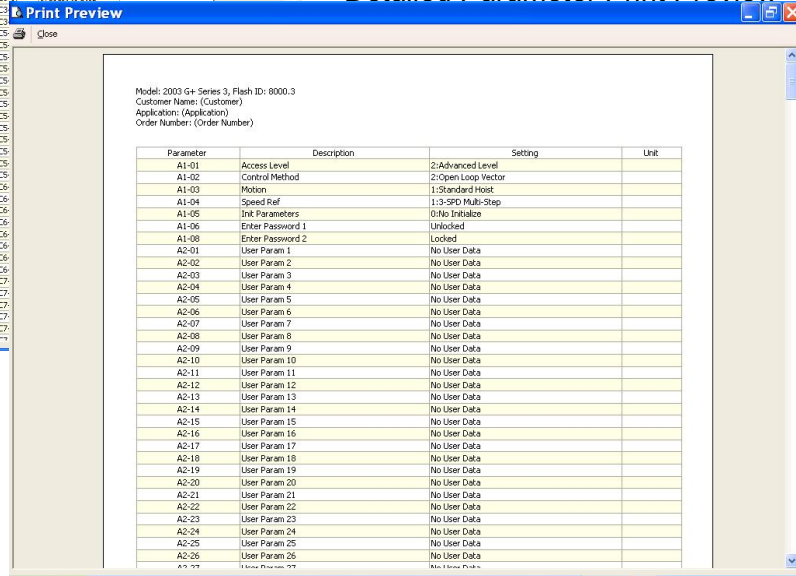 Print Preview
Close
Model: 2003 G+ Series 3, Flash ID: 8000.3
Customer Name: (Customer)
Application: (Application)
Order Number: (Order Number)
Parameter Description Setting Unit
A1-01 Access Level 2:Advanced Level
A1-02 Control Method 2:Open Loop Vector
A1-03 Motion 1:Standard Hoist
A1-04 Speed Ref 1:3-SPD Multi-Step
A1-05 Init Parameters 0:No Initialize
A1-06 Enter Password 1 Unlocked
A1-08 Enter Password 2 Locked
A2-01 User Param 1 No User Data
A2-02 User Param 2 No User Data
A2-03 User Param 3 No User Data
A2-04 User Param 4 No User Data
A2-05 User Param 5 No User Data
A2-06 User Param 6 No User Data
A2-07 User Param 7 No User Data
A2-08 User Param 8 No User Data
A2-09 User Param 9 No User Data
A2-10 User Param 10 No User Data
A2-11 User Param 11 No User Data
A2-12 User Param 12 No User Data
A2-13 User Param 13 No User Data
A2-14 User Param 14 No User Data
A2-15 User Param 15 No User Data
A2-16 User Param 16 No User Data
A2-17 User Param 17 No User Data
A2-18 User Param 18 No User Data
A2-19 User Param 19 No User Data
A2-20 User Param 20 No User Data
A2-21 User Param 21 No User Data
A2-22 User Param 22 No User Data
A2-23 User Param 23 No User Data
A2-24 User Param 24 No User Data
A2-25 User Param 25 No User Data
A2-26 User Param 26 No User Data
A2-27 User Param 27 No User Data